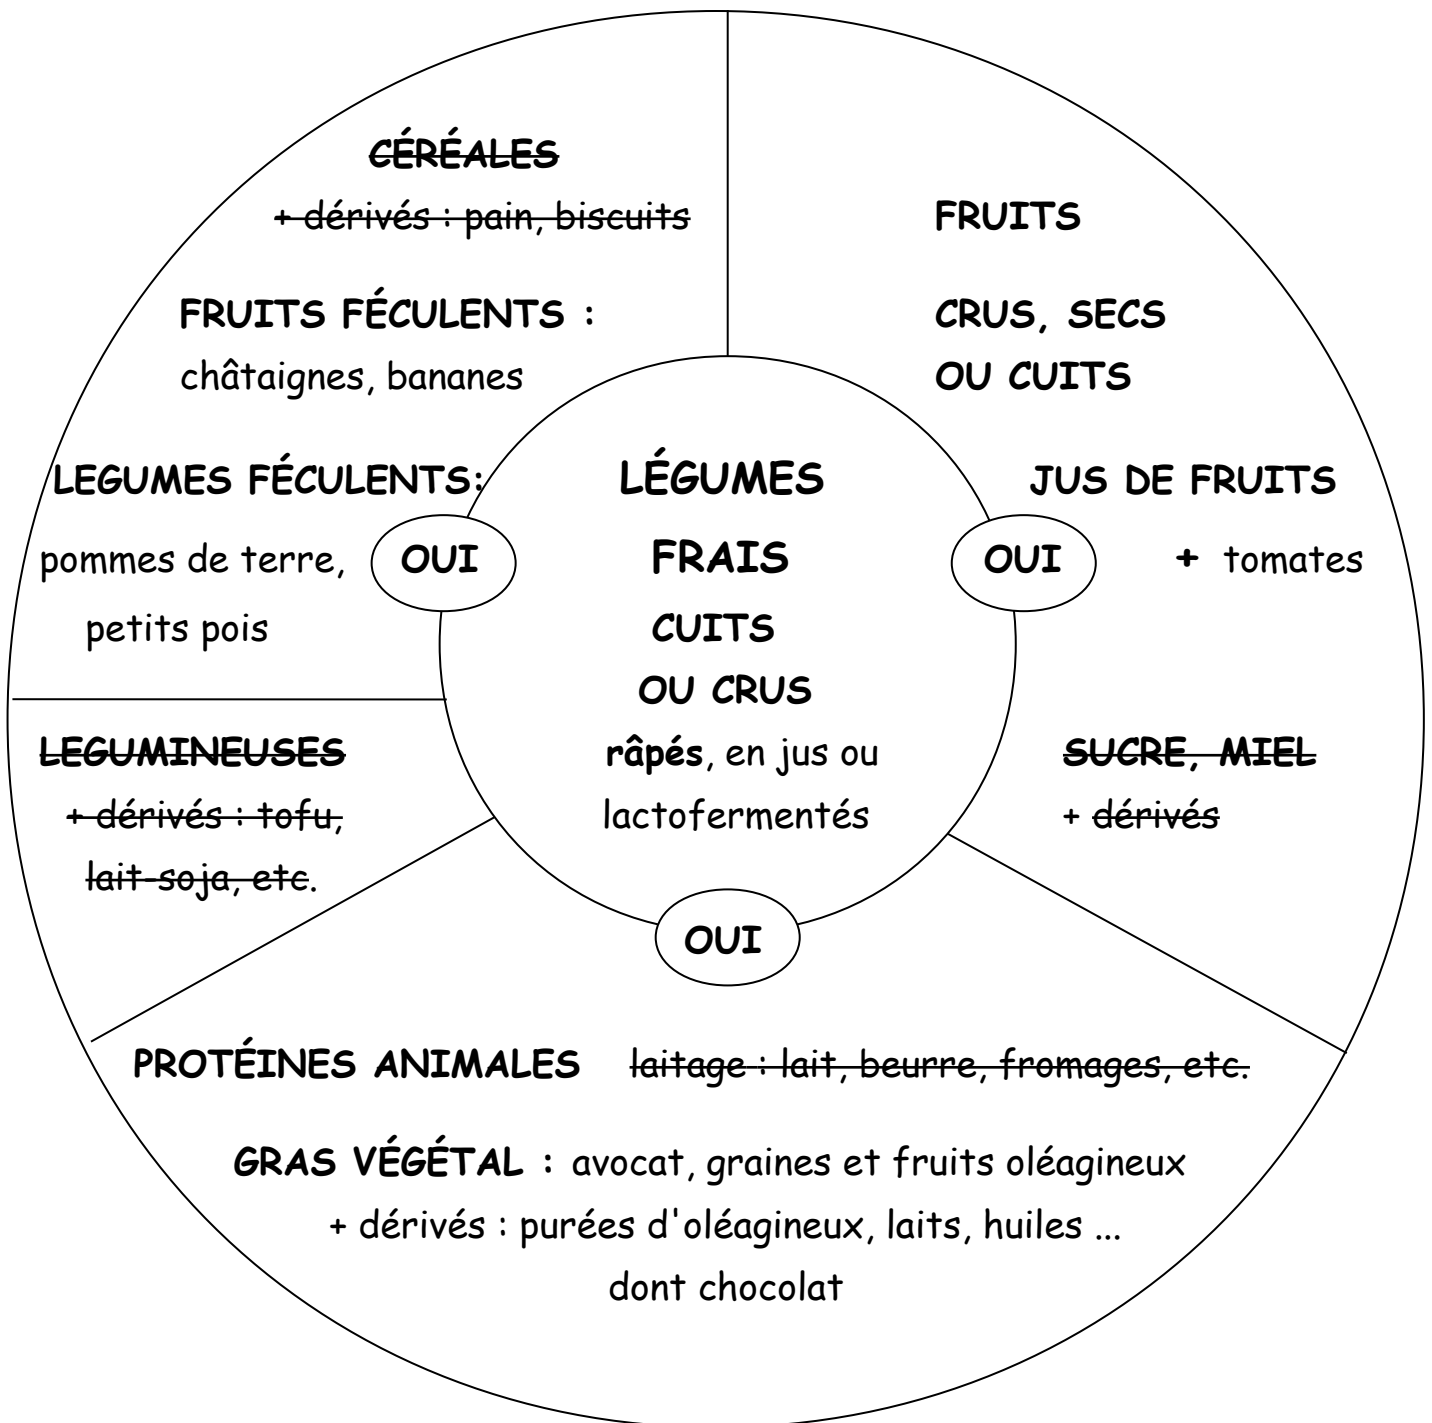 CÉRÉALES
+ dérivés : pain, biscuits
FRUITS FÉCULENTS :
châtaignes, bananes
LEGUMES FÉCULENTS:
pommes de terre,
petits pois
OUI
FRUITS
CRUS, SECS
OU CUITS
JUS DE FRUITS
+ tomates
OUI
SUCRE, MIEL
+ dérivés
LÉGUMES
FRAIS
CUITS
OU CRUS
râpés, en jus ou
lactofermentés
LEGUMINEUSES
+ dérivés : tofu,
lait-soja, etc.
OUI
PROTÉINES ANIMALES laitage : lait, beurre, fromages, etc.
GRAS VÉGÉTAL : avocat, graines et fruits oléagineux
+ dérivés : purées d'oléagineux, laits, huiles ...
dont chocolat